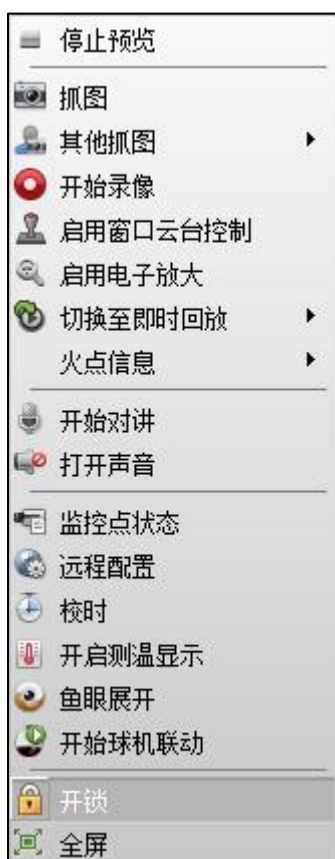 停止预览
抓图
其他抓图
开始录像
启用窗口云台控制
启用电子放大
切换至即时回放
火点信息
开始对讲
打开声音
监控点状态
远程配置
校时
开启测温显示
鱼眼展开
开始球机联动
开锁
全屏